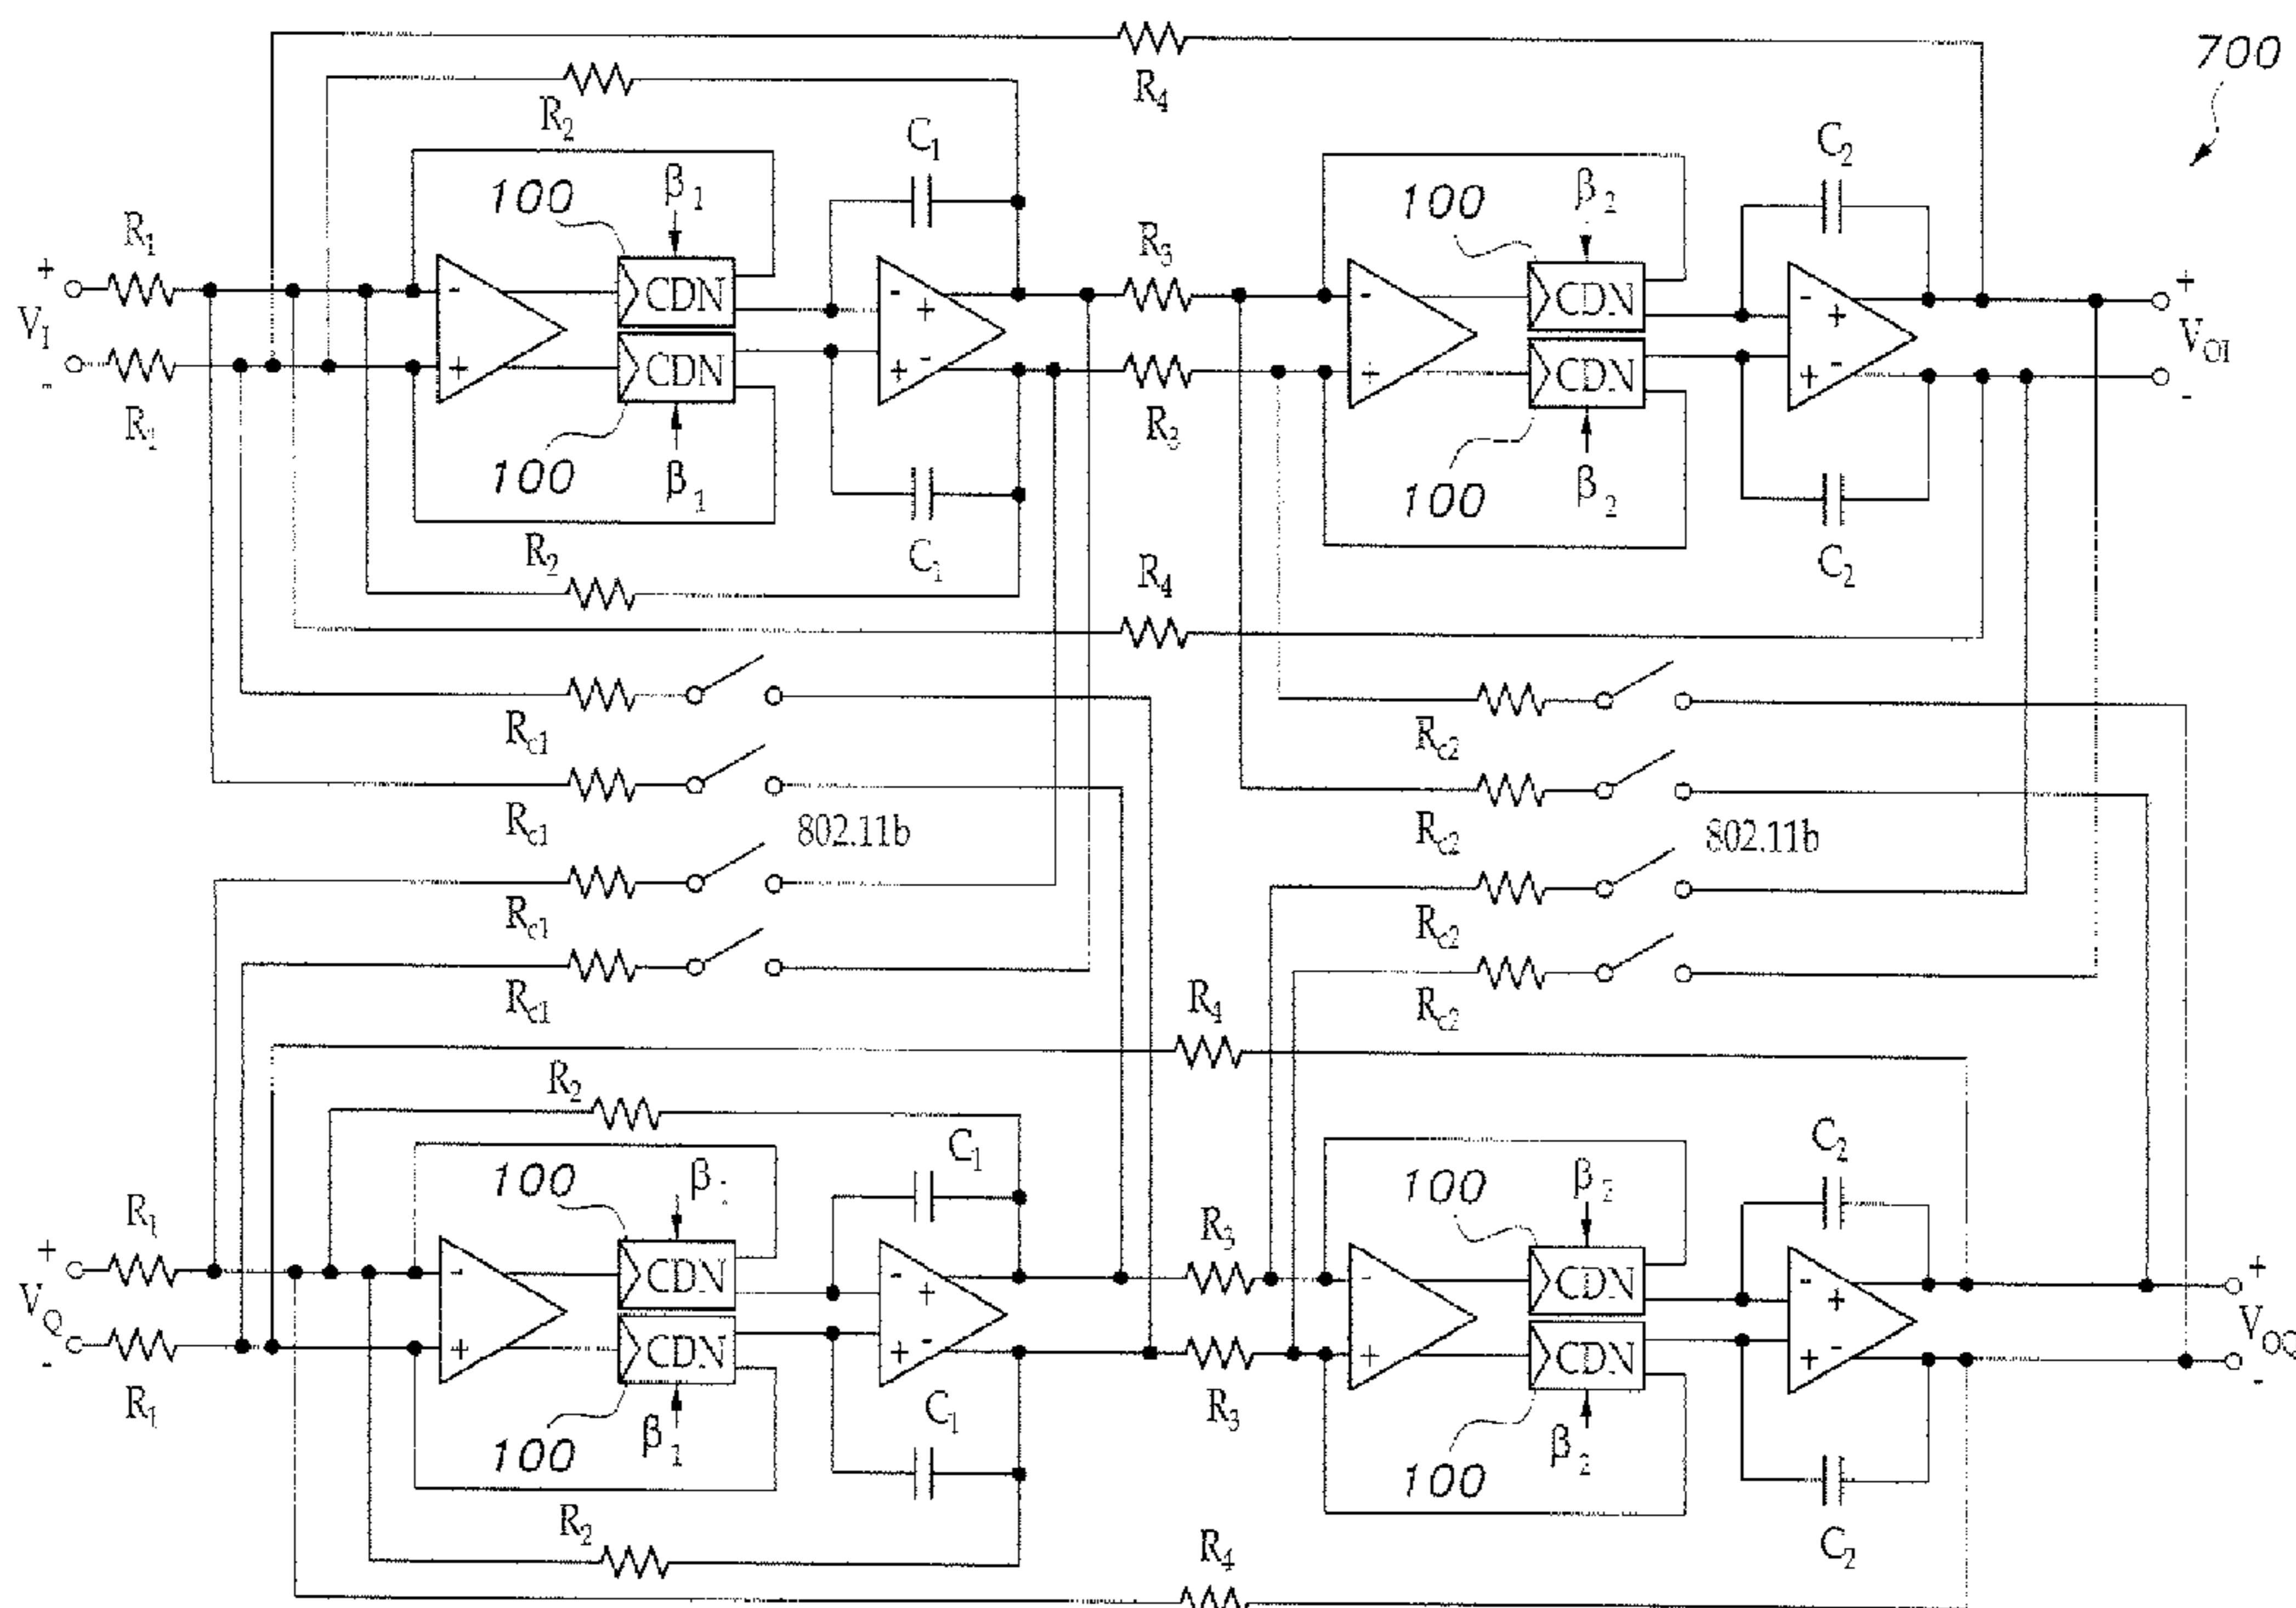 700
R4
R2
C1
C2
β1
β2
100
100
R1
R3
+
CDN
CDN
VI
VOI
-
CDN
CDN
R1
R3
100
100
β1
β2
R2
C1
C2
R4
Rc1
Rc2
Rc1
802.11b
Rc2
802.11b
Rc1
Rc2
Rc1
Rc2
R4
R2
C1
C2
100
100
β2
R1
R3
+
CDN
CDN
VQ
VOQ
-
CDN
CDN
R1
R3
C1
100
β1
100
β2
R2
R4
C2